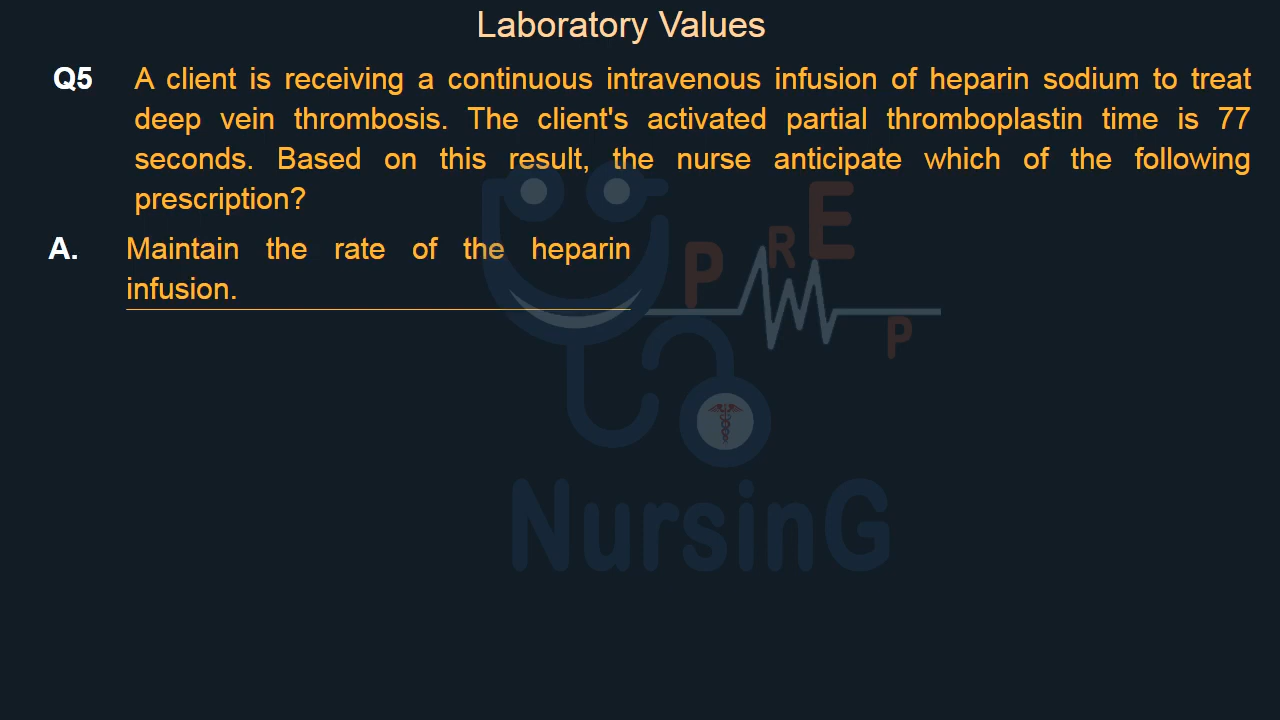 Laboratory Values
Q5 A client is receiving a continuous intravenous infusion of heparin sodium to treat
deep vein thrombosis. The client's activated partial thromboplastin time is 77
seconds. Based on this result, the nurse anticipate which of the following
prescription?
A. Maintain the rate of the heparin
infusion.
PREP
NursinG